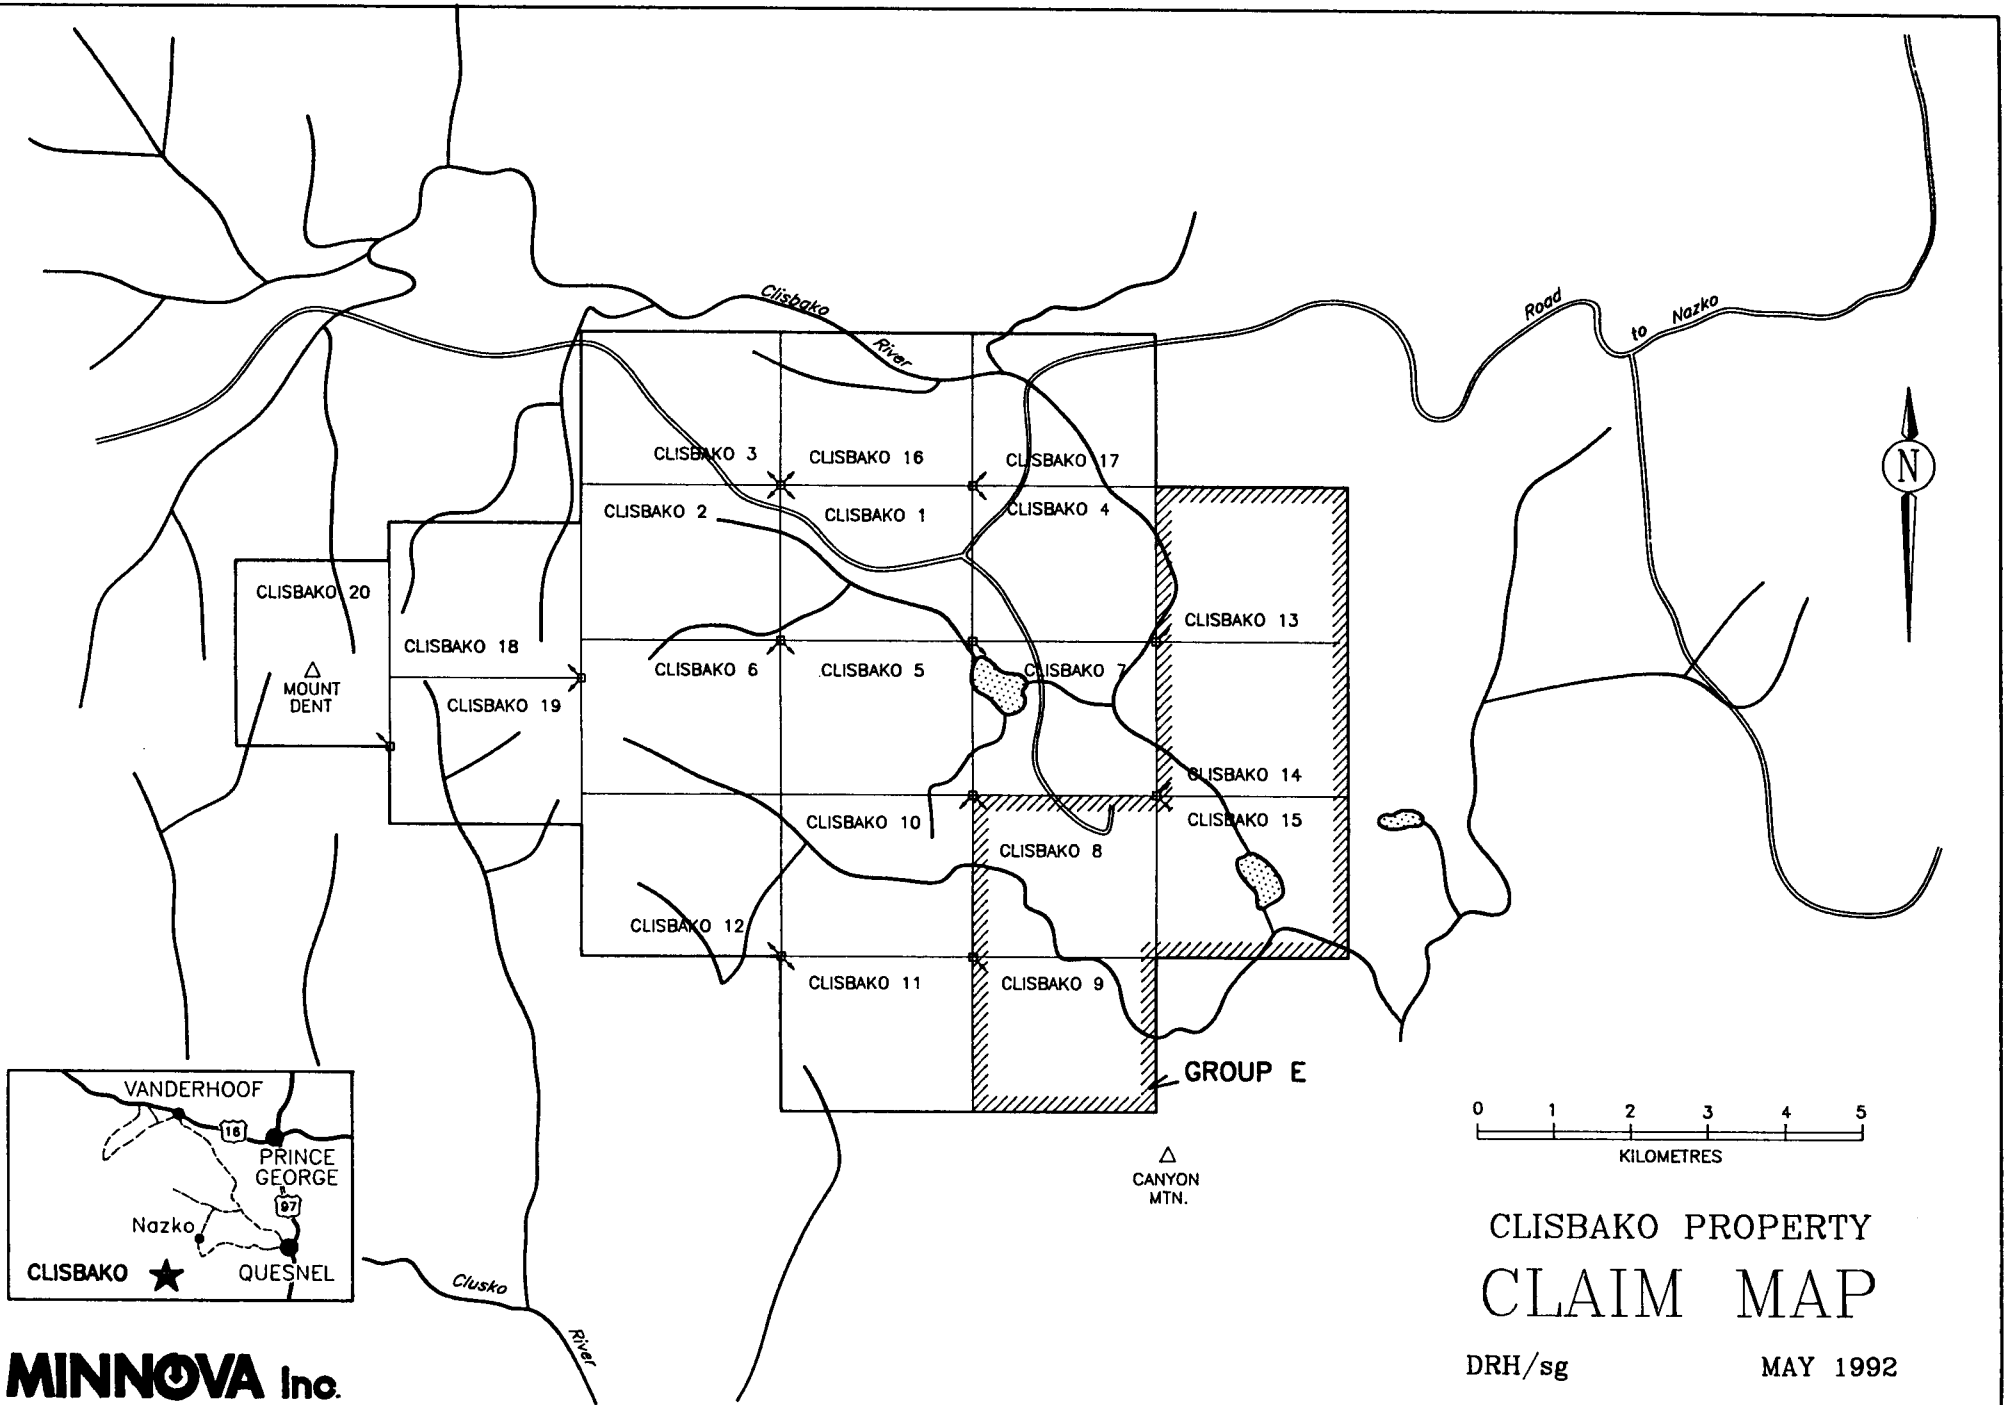 Clisbako
River
Road
to
Nazko
N
CLISBAKO 3
CLISBAKO 16
CLISBAKO 17
CLISBAKO 2
CLISBAKO 1
CLISBAKO 4
CLISBAKO 20
CLISBAKO 13
CLISBAKO 18
CLISBAKO 6
CLISBAKO 5
CLISBAKO 7
MOUNT
DENT
CLISBAKO 19
CLISBAKO 14
CLISBAKO 10
CLISBAKO 15
CLISBAKO 8
CLISBAKO 12
CLISBAKO 11
CLISBAKO 9
GROUP E
CANYON
MTN.
0 1 2 3 4 5
KILOMETRES
VANDERHOOF
16
PRINCE
GEORGE
97
Nazko
CLISBAKO
QUESNEL
Clusko
River
CLISBAKO PROPERTY
CLAIM MAP
DRH/sg
MAY 1992
MINNOVA Inc.